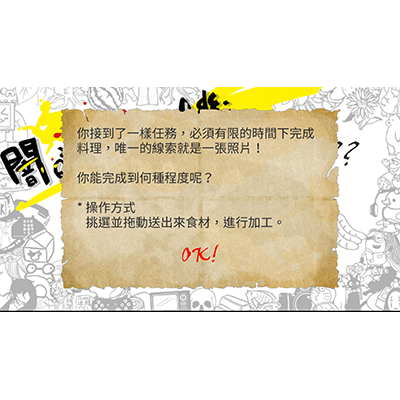 你接到了一樣任務，必須有限的時間下完成
料理，唯一的線索就是一張照片！
你能完成到何種程度呢？
* 操作方式
挑選並拖動送出來食材，進行加工。
OK!
闇
??